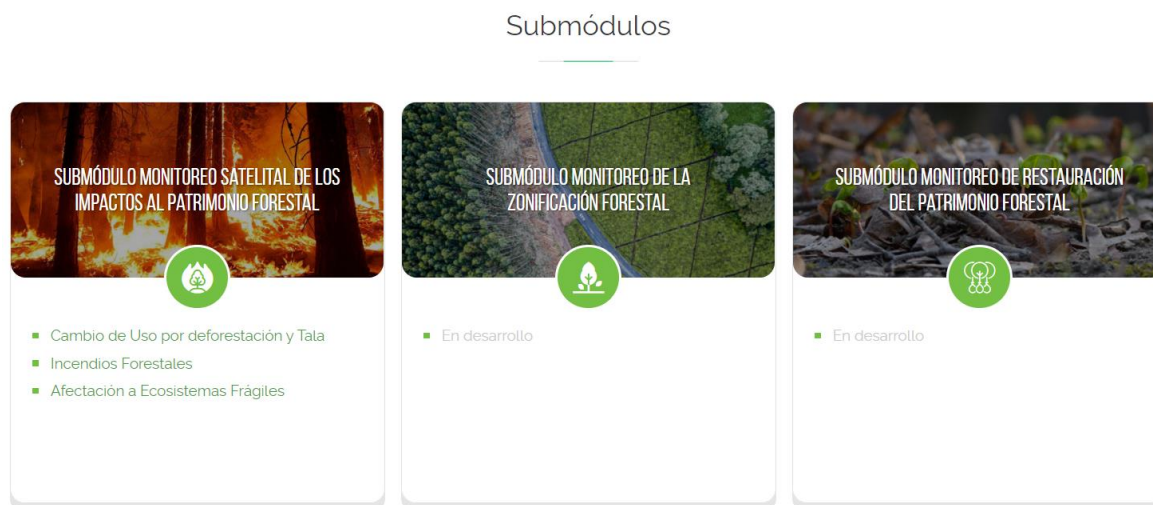 Submódulos
SUBMÓDULO MONITOREO SATELITAL DE LOS
IMPACTOS AL PATRIMONIO FORESTAL
Cambio de Uso por deforestación y Tala
Incendios Forestales
Afectación a Ecosistemas Frágiles
SUBMÓDULO MONITOREO DE LA
ZONIFICACIÓN FORESTAL
En desarrollo
SUBMÓDULO MONITOREO DE RESTAURACIÓN
DEL PATRIMONIO FORESTAL
En desarrollo